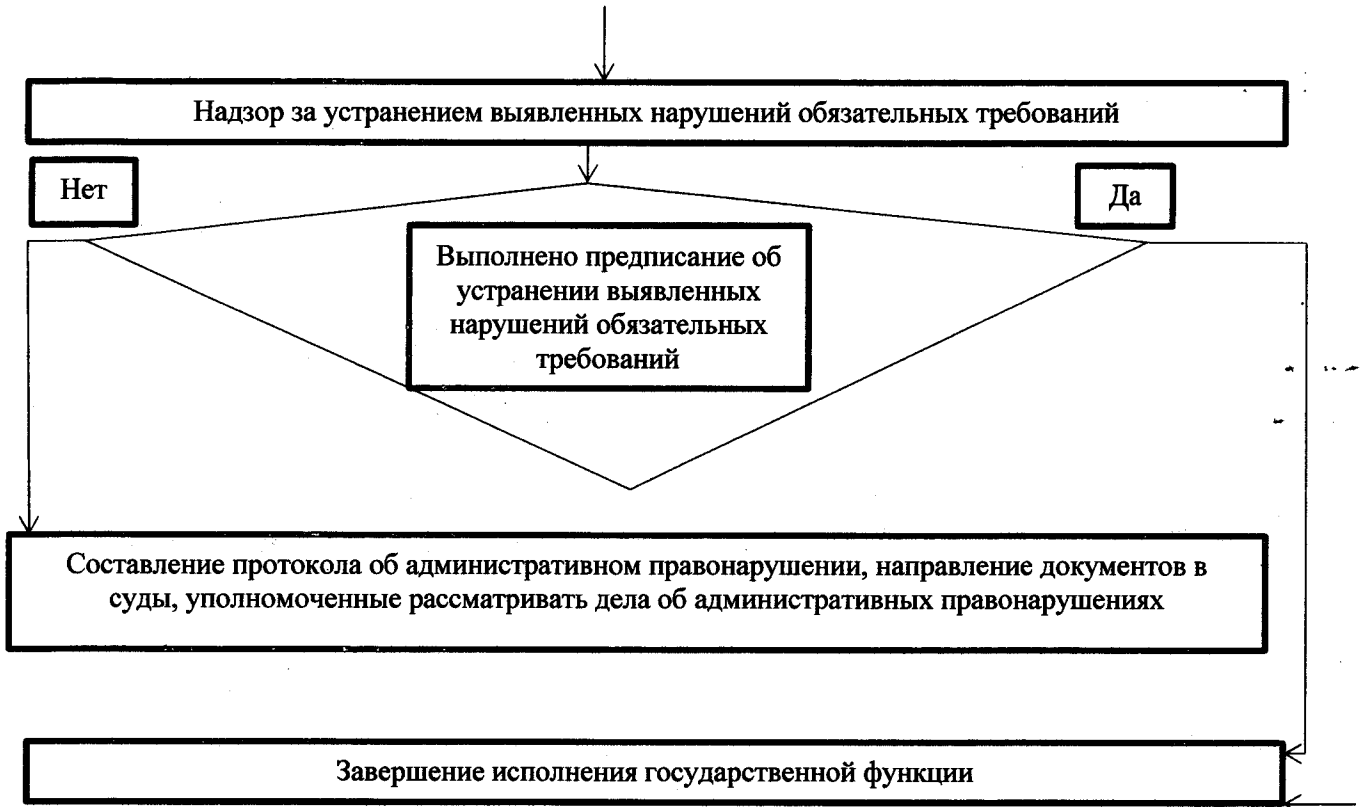 Надзор за устранением выявленных нарушений обязательных требований
Нет
Да
Выполнено предписание об
устранении выявленных
нарушений обязательных
требований
Составление протокола об административном правонарушении, направление документов в
суды, уполномоченные рассматривать дела об административных правонарушениях
Завершение исполнения государственной функции